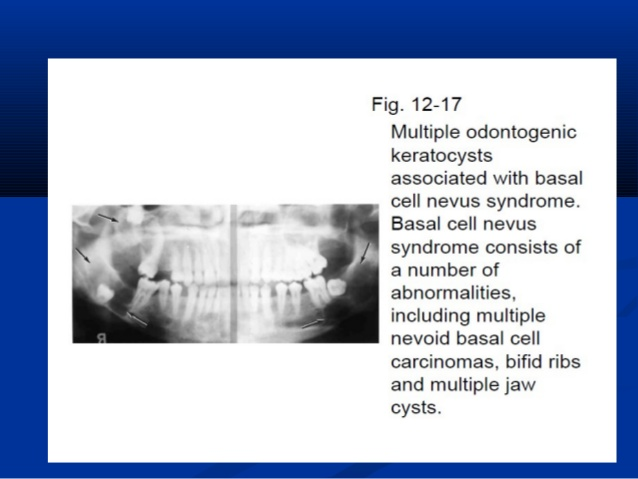 Fig. 12-17
Multiple odontogenic
keratocysts
associated with basal
cell nevus syndrome.
Basal cell nevus
syndrome consists of
a number of
abnormalities,
including multiple
nevoid basal cell
carcinomas, bifid ribs
and multiple jaw
cysts.
R